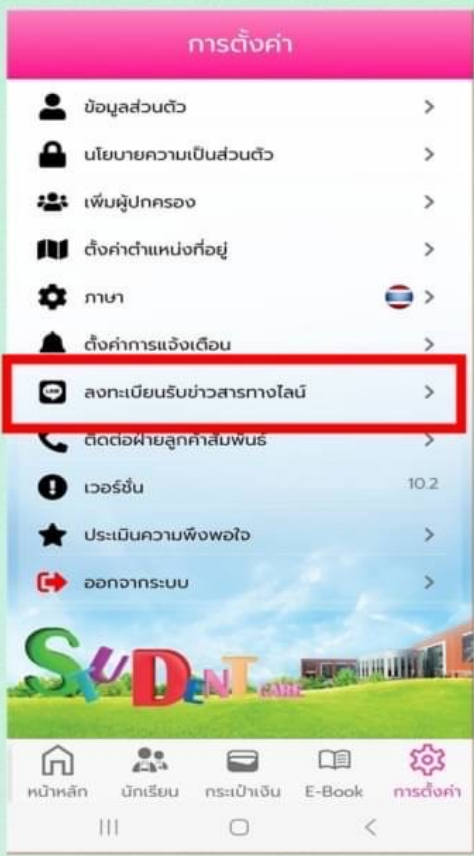 การตั้งค่า
ข้อมูลส่วนตัว
นโยบายความเป็นส่วนตัว
เพิ่มผู้ปกครอง
ตั้งค่าตำแหน่งที่อยู่
ภาษา
ตั้งค่าการแจ้งเตือน
LINE ลงทะเบียนรับข่าวสารทางไลน์
ติดต่อฝ่ายลูกค้าสัมพันธ์
เวอร์ชั่น 10.2
ประเมินความพึงพอใจ
ออกจากระบบ
STUDENT CARE
หน้าหลัก นักเรียน กระเป๋าเงิน E-Book การตั้งค่า